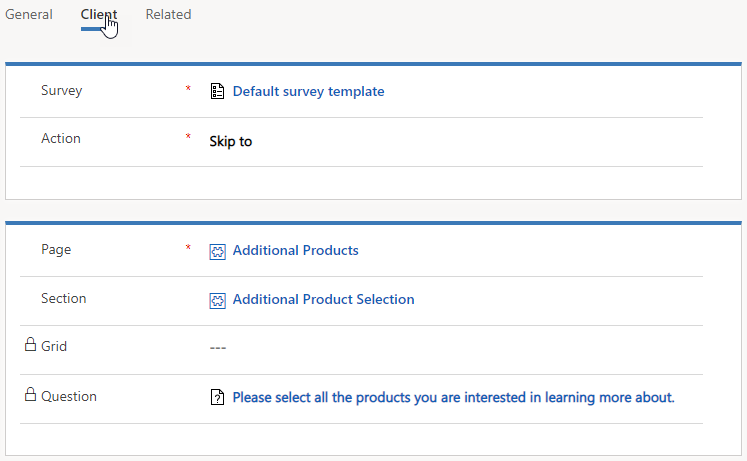 General Client Related
Survey * Default survey template
Action * Skip to
Page * Additional Products
Section Additional Product Selection
Grid ---
Question Please select all the products you are interested in learning more about.